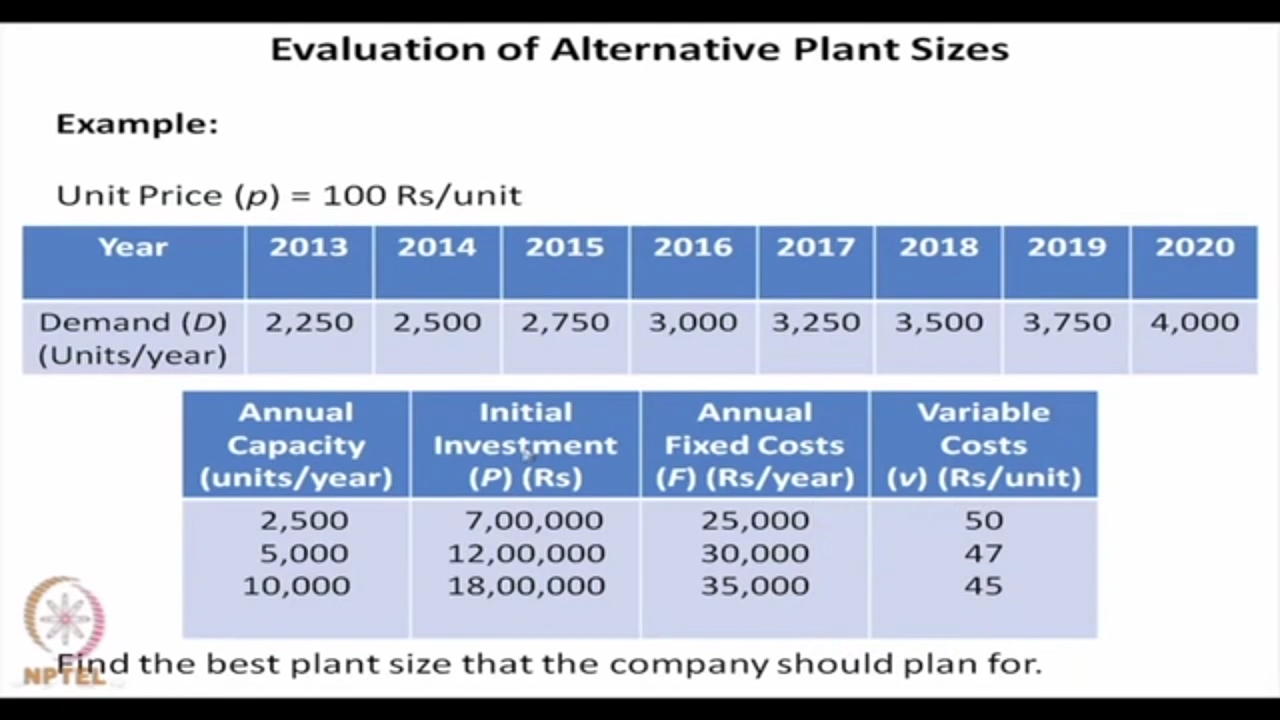 Evaluation of Alternative Plant Sizes
Example:
Unit Price (p) = 100 Rs/unit
Year 2013 2014 2015 2016 2017 2018 2019 2020
Demand (D) 2,250 2,500 2,750 3,000 3,250 3,500 3,750 4,000
(Units/year)
Annual Initial Annual Variable
Capacity Investment Fixed Costs Costs
(units/year) (P) (Rs) (F) (Rs/year) (v) (Rs/unit)
2,500 7,00,000 25,000 50
5,000 12,00,000 30,000 47
10,000 18,00,000 35,000 45
Find the best plant size that the company should plan for.
NPTEL